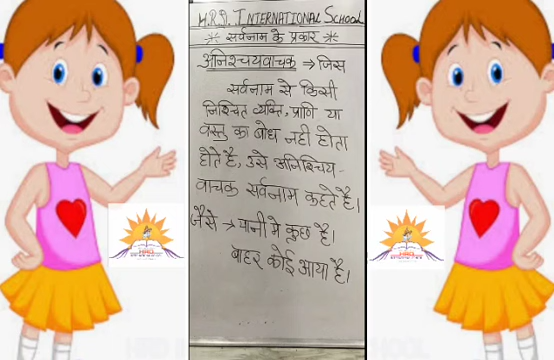 H.R.D. INTERNATIONAL SCHOOL
* सर्वनाम के प्रकार *
अनिश्चयवाचक ⇒ जिस
सर्वनाम से किसी
निश्चित व्यक्ति, प्राणि या
वस्तु का बोध नही होता
होते है, उसे अनिश्चिय-
वाचक सर्वनाम कहते है।
जैसे → पानी मे कुछ है।
बाहर कोई आया है।
HRD